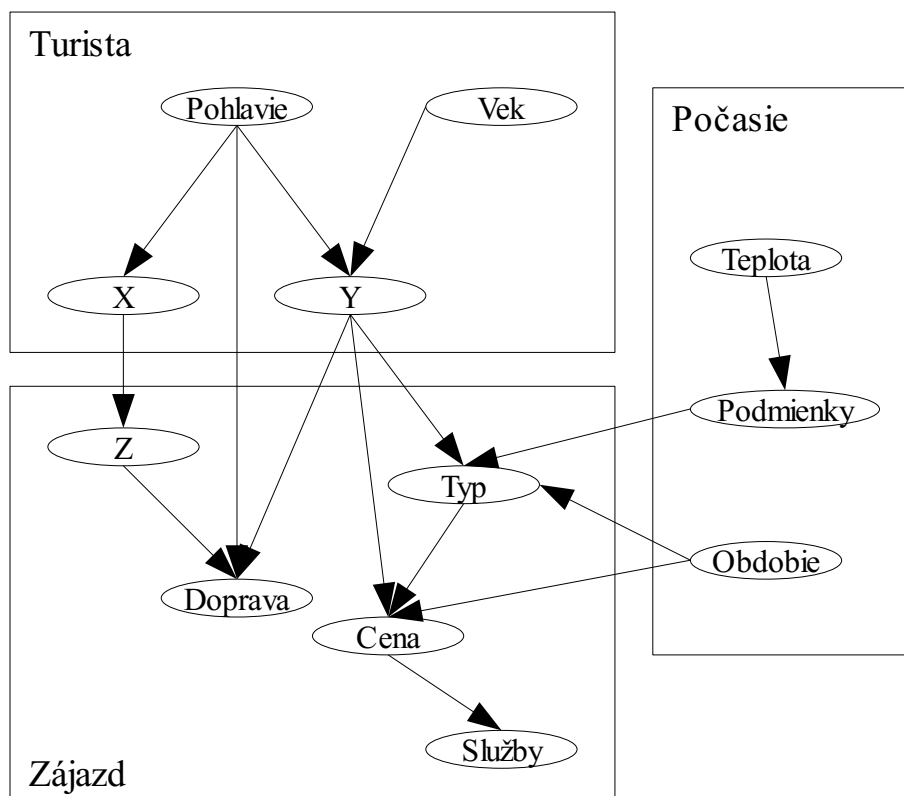 Turista
Pohlavie
Vek
X
Y
Počasie
Teplota
Podmienky
Obdobie
Z
Typ
Doprava
Cena
Služby
Zájazd